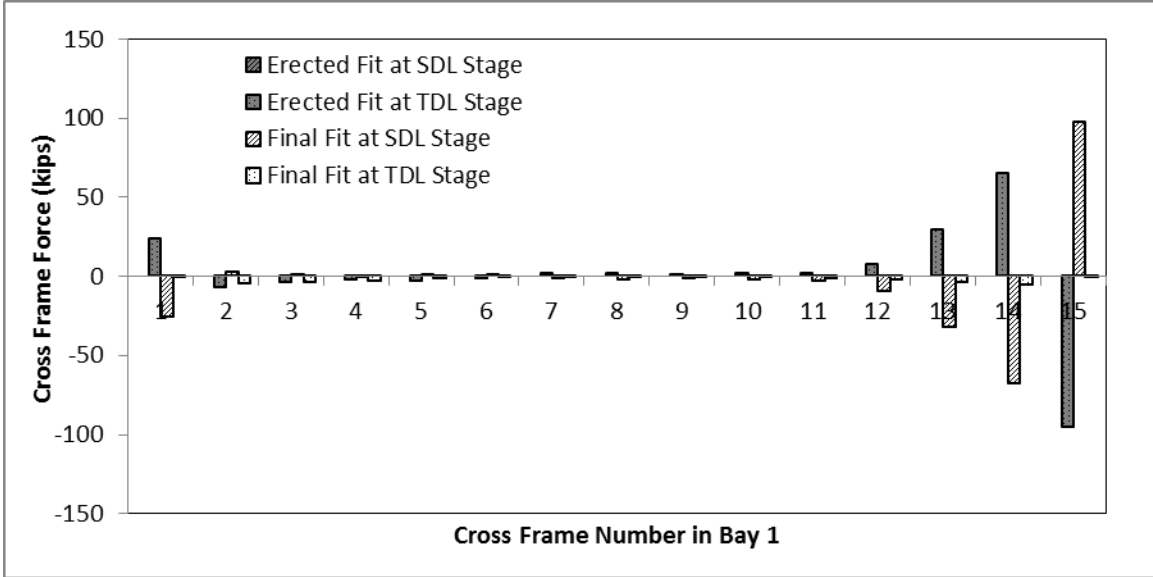 150
100
50
0
-50
-100
-150
Cross Frame Force (kips)
Erected Fit at SDL Stage
Erected Fit at TDL Stage
Final Fit at SDL Stage
Final Fit at TDL Stage
1 2 3 4 5 6 7 8 9 10 11 12 13 14 15
Cross Frame Number in Bay 1